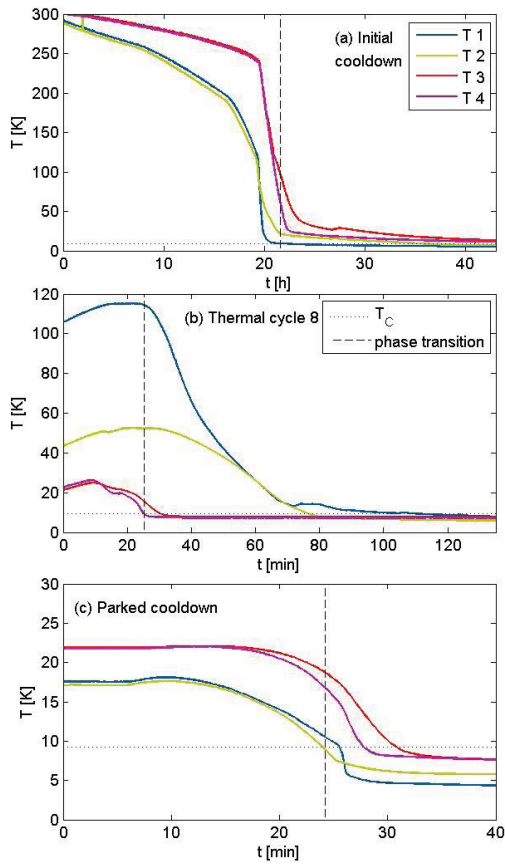 300
250
200
150
100
50
0
T [K]
(a) Initial
cooldown
T 1
T 2
T 3
T 4
0 10 20 30 40
t [h]
120
100
80
60
40
20
0
T [K]
(b) Thermal cycle 8
T_C
phase transition
0 20 40 60 80 100 120
t [min]
30
25
20
15
10
5
0
T [K]
(c) Parked cooldown
0 10 20 30 40
t [min]